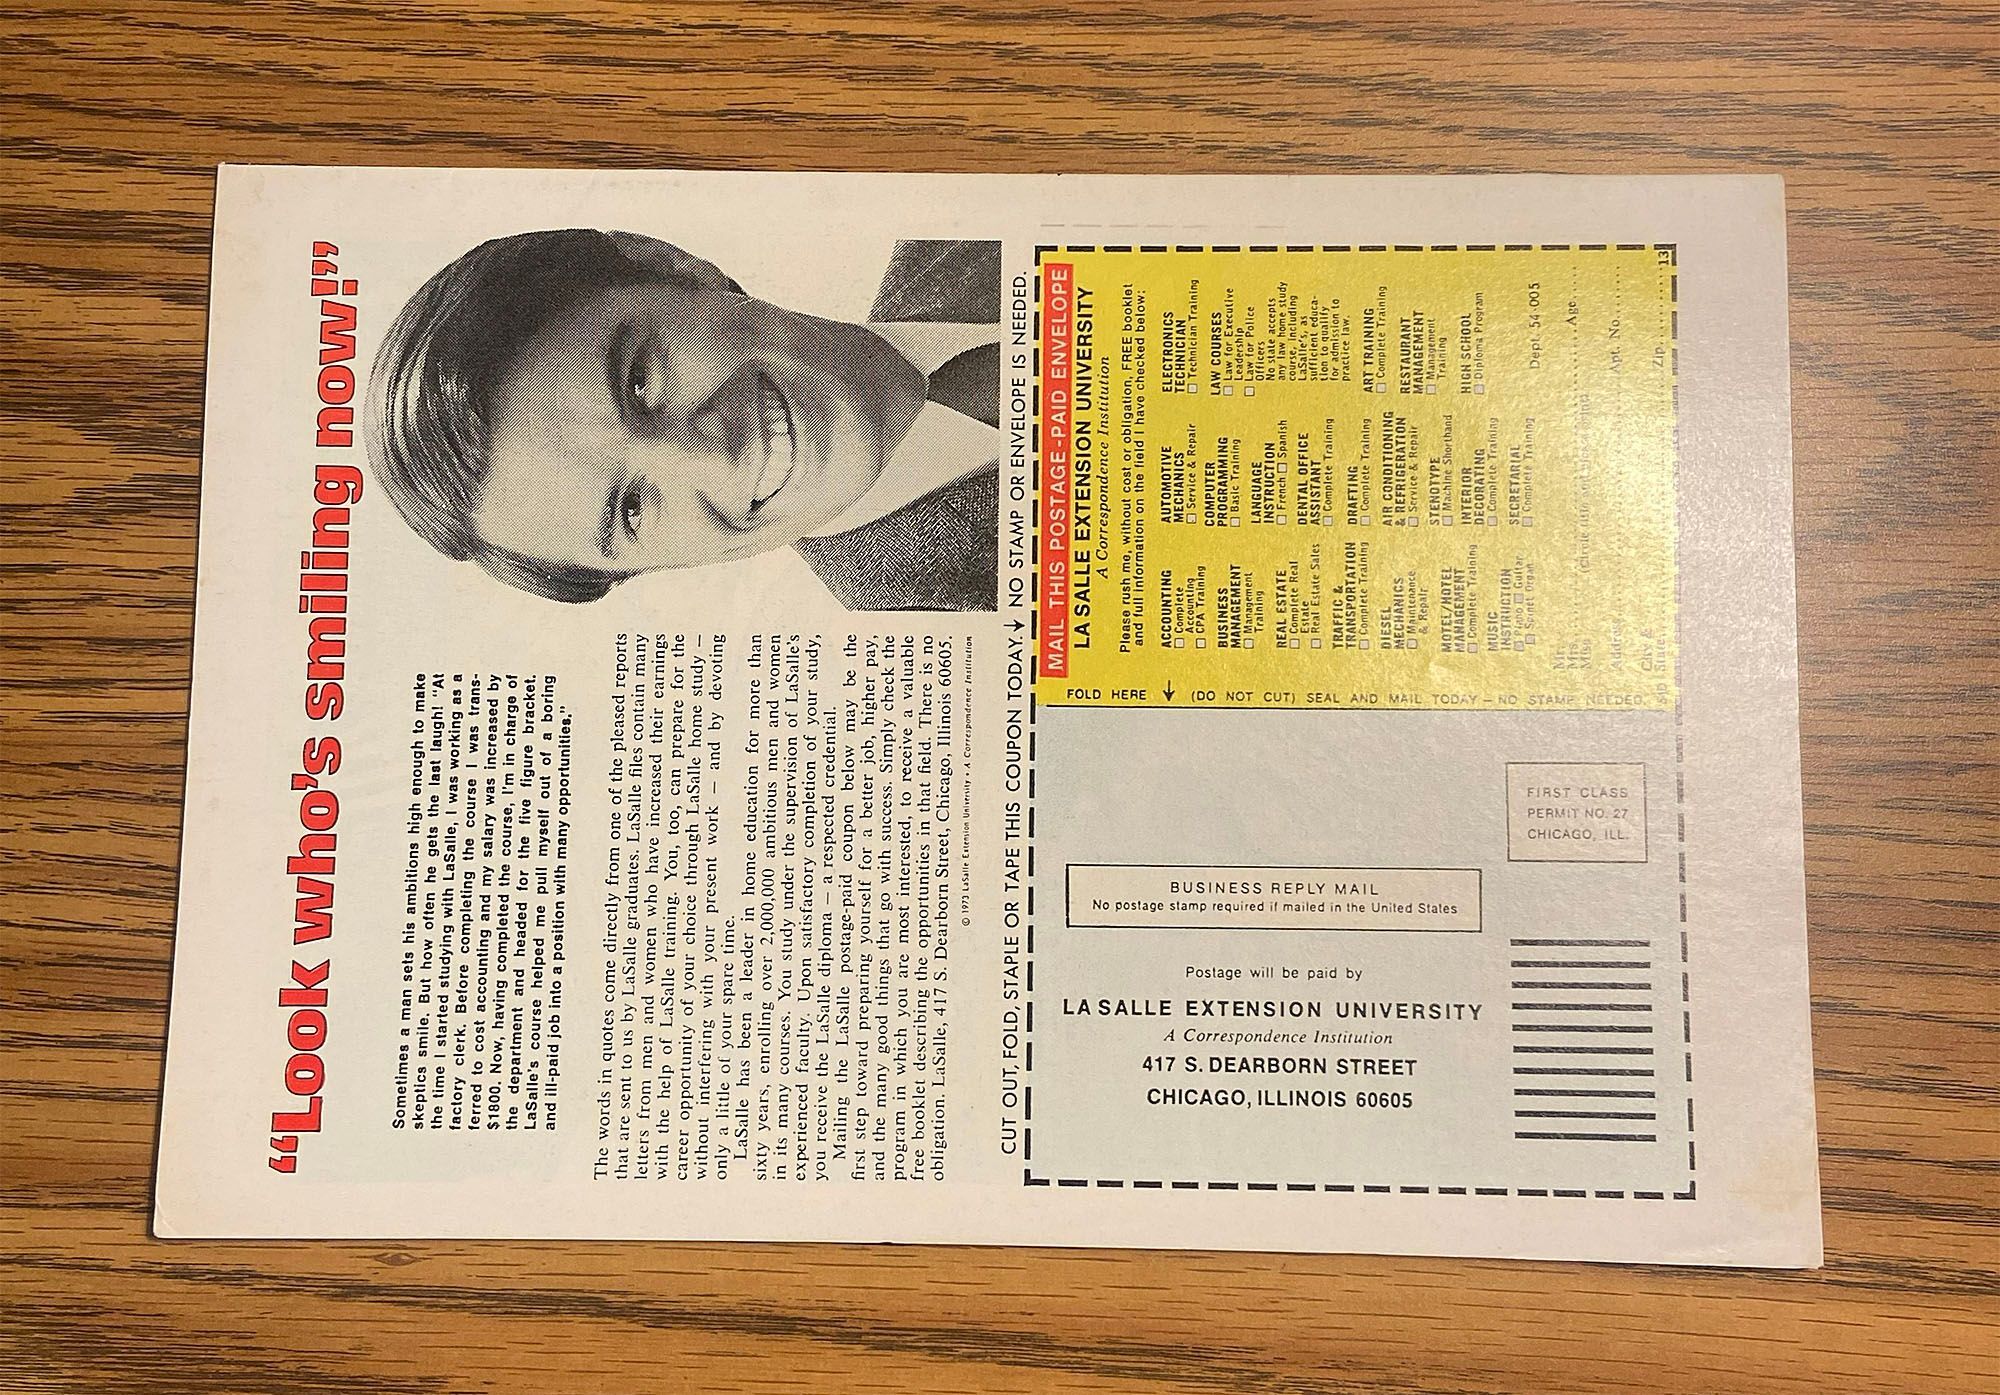 “Look who’s smiling now!”
Sometimes a man sets his ambitions high enough to make
skeptics smile. But how often he gets the last laugh! “At
the time I started studying with LaSalle, I was working as a
factory clerk. Before completing the course I was trans-
ferred to cost accounting and my salary was increased by
$1800. Now, having completed the course, I’m in charge of
the department and headed for the five figure bracket.
LaSalle’s course helped me pull myself out of a boring
and ill-paid job into a position with many opportunities.”
The words in quotes come directly from one of the pleased reports
that are sent to us by LaSalle graduates. LaSalle files contain many
letters from men and women who have increased their earnings
with the help of LaSalle training. You, too, can prepare for the
career opportunity of your choice through LaSalle home study —
without interfering with your present work — and by devoting
only a little of your spare time.
LaSalle has been a leader in home education for more than
sixty years, enrolling over 2,000,000 ambitious men and women
in its many courses. You study under the supervision of LaSalle’s
experienced faculty. Upon satisfactory completion of your study,
you receive the LaSalle diploma — a respected credential.
Mailing the LaSalle postage-paid coupon below may be the
first step toward preparing yourself for a better job, higher pay,
and the many good things that go with success. Simply check the
program in which you are most interested, to receive a valuable
free booklet describing the opportunities in that field. There is no
obligation. LaSalle, 417 S. Dearborn Street, Chicago, Illinois 60605.
© 1973 LaSalle Extension University • A Correspondence Institution
CUT OUT, FOLD, STAPLE OR TAPE THIS COUPON TODAY. NO STAMP OR ENVELOPE IS NEEDED.
MAIL THIS POSTAGE-PAID ENVELOPE
LA SALLE EXTENSION UNIVERSITY
A Correspondence Institution
Please rush me, without cost or obligation, FREE booklet
and full information on the field I have checked below:
ACCOUNTING
Complete
Accounting
CPA Training
BUSINESS
MANAGEMENT
Management
Training
REAL ESTATE
Complete Real
Estate
Real Estate Sales
TRAFFIC &
TRANSPORTATION
Complete Training
DIESEL
MECHANICS
Maintenance
& Repair
MOTEL/HOTEL
MANAGEMENT
Complete Training
MUSIC
INSTRUCTION
Piano Guitar
Spinet Organ
AUTOMOTIVE
MECHANICS
Service & Repair
COMPUTER
PROGRAMMING
Basic Training
LANGUAGE
INSTRUCTION
French Spanish
DENTAL OFFICE
ASSISTANT
Complete Training
DRAFTING
Complete Training
AIR CONDITIONING
& REFRIGERATION
Service & Repair
STENOTYPE
Machine Shorthand
INTERIOR
DECORATING
Complete Training
SECRETARIAL
Complete Training
ELECTRONICS
TECHNICIAN
Technician Training
LAW COURSES
Law for Executive
Leadership
Law for Police
Officers
No state accepts
any law home study
course, including
LaSalle’s, as
sufficient educa-
tion to qualify
for admission to
practice law.
ART TRAINING
Complete Training
RESTAURANT
MANAGEMENT
Management
Training
HIGH SCHOOL
Diploma Program
Dept. 54-005
Mr.
Mrs.
Miss Age
Address Apt. No.
City &
State Zip
13
FOLD HERE (DO NOT CUT) SEAL AND MAIL TODAY — NO STAMP NEEDED.
FIRST CLASS
PERMIT NO. 27
CHICAGO, ILL.
BUSINESS REPLY MAIL
No postage stamp required if mailed in the United States
Postage will be paid by
LA SALLE EXTENSION UNIVERSITY
A Correspondence Institution
417 S. DEARBORN STREET
CHICAGO, ILLINOIS 60605